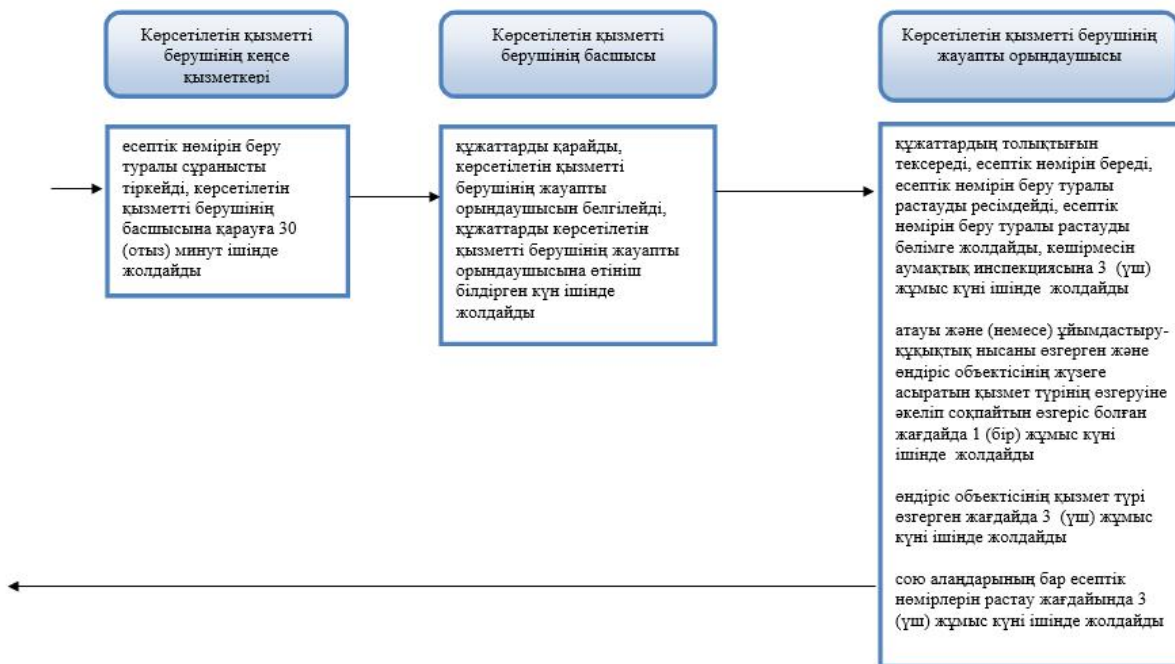 Көрсетілетін қызметті
берушінің кеңсе
қызметкері
Көрсетілетін қызметті
берушінің басшысы
Көрсетілетін қызметті берушінің
жауапты орындаушысы
есептік нөмірін беру
туралы сұранысты
тіркейді, көрсетілетін
қызметті берушінің
басшысына қарауға 30
(отыз) минут ішінде
жолдайды
құжаттарды қарайды,
көрсетілетін қызметті
берушінің жауапты
орындаушысын белгілейді,
құжаттарды көрсетілетін
қызметті берушінің жауапты
орындаушысына өтініш
білдірген күн ішінде
жолдайды
құжаттардың толықтығын
тексереді, есептік нөмірін береді,
есептік нөмірін беру туралы
растауды ресімдейді, есептік
нөмірін беру туралы растауды
бөлімге жолдайды, көшірмесін
аумақтық инспекциясына 3 (үш)
жұмыс күні ішінде жолдайды
атауы және (немесе) ұйымдастыру-
құқықтық нысаны өзгерген және
өндіріс объектісінің жүзеге
асыратын қызмет түрінің өзгеруіне
әкеліп соқпайтын өзгеріс болған
жағдайда 1 (бір) жұмыс күні
ішінде жолдайды
өндіріс объектісінің қызмет түрі
өзгерген жағдайда 3 (үш) жұмыс
күні ішінде жолдайды
сою алаңдарының бар есептік
нөмірлерін растау жағдайында 3
(үш) жұмыс күні ішінде жолдайды